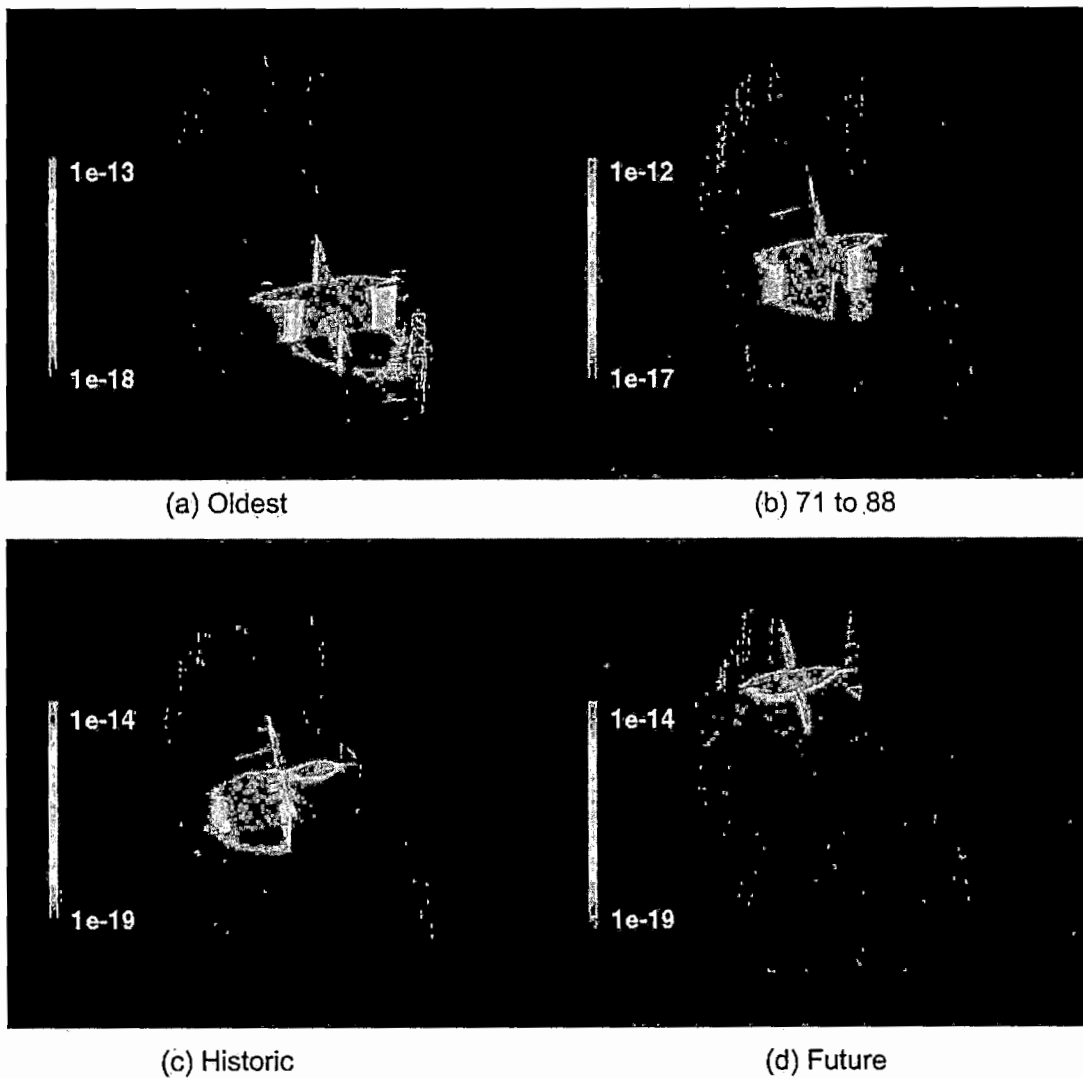 1e-13
1e-18
(a) Oldest
1e-12
1e-17
(b) 71 to 88
1e-14
1e-19
(c) Historic
1e-14
1e-19
(d) Future